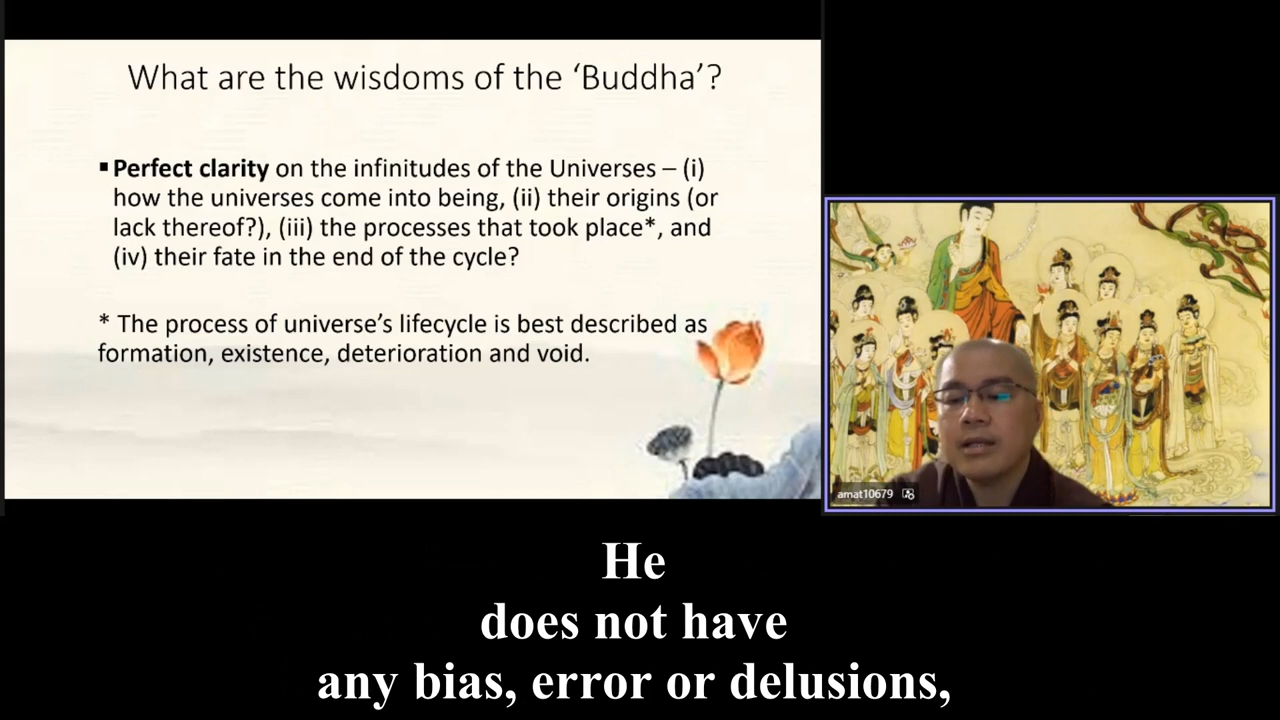 What are the wisdoms of the ‘Buddha’?
▪ Perfect clarity on the infinitudes of the Universes – (i)
how the universes come into being, (ii) their origins (or
lack thereof?), (iii) the processes that took place*, and
(iv) their fate in the end of the cycle?
* The process of universe’s lifecycle is best described as
formation, existence, deterioration and void.
amat10679
He
does not have
any bias, error or delusions,